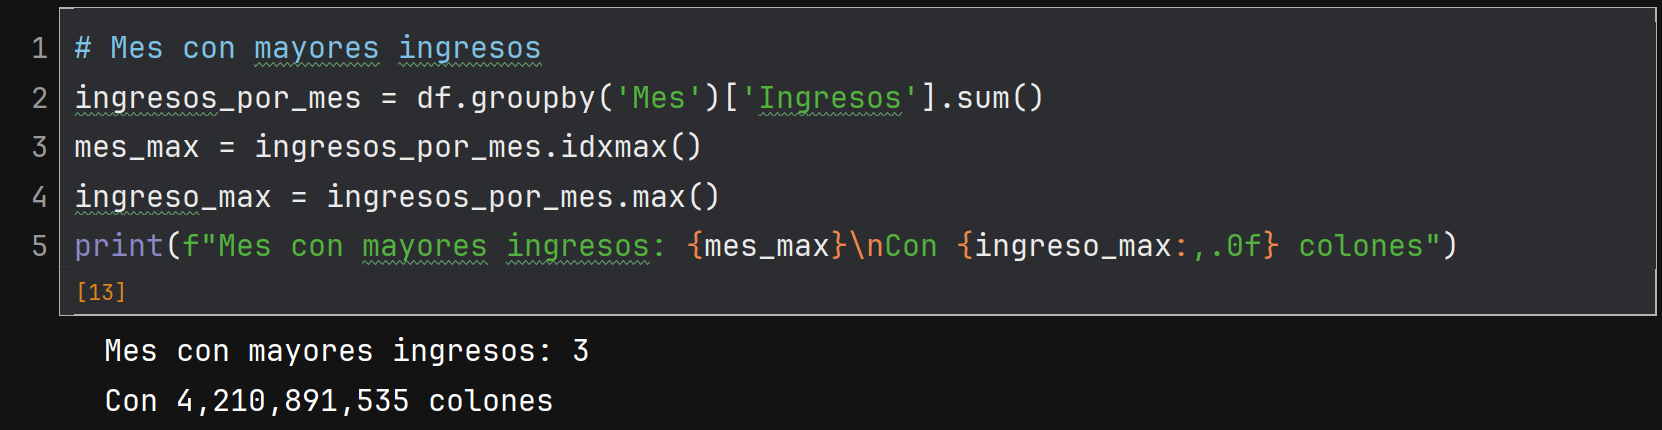 1 # Mes con mayores ingresos
2 ingresos_por_mes = df.groupby('Mes')['Ingresos'].sum()
3 mes_max = ingresos_por_mes.idxmax()
4 ingreso_max = ingresos_por_mes.max()
5 print(f"Mes con mayores ingresos: {mes_max}\nCon {ingreso_max:,.0f} colones")
[13]
Mes con mayores ingresos: 3
Con 4,210,891,535 colones